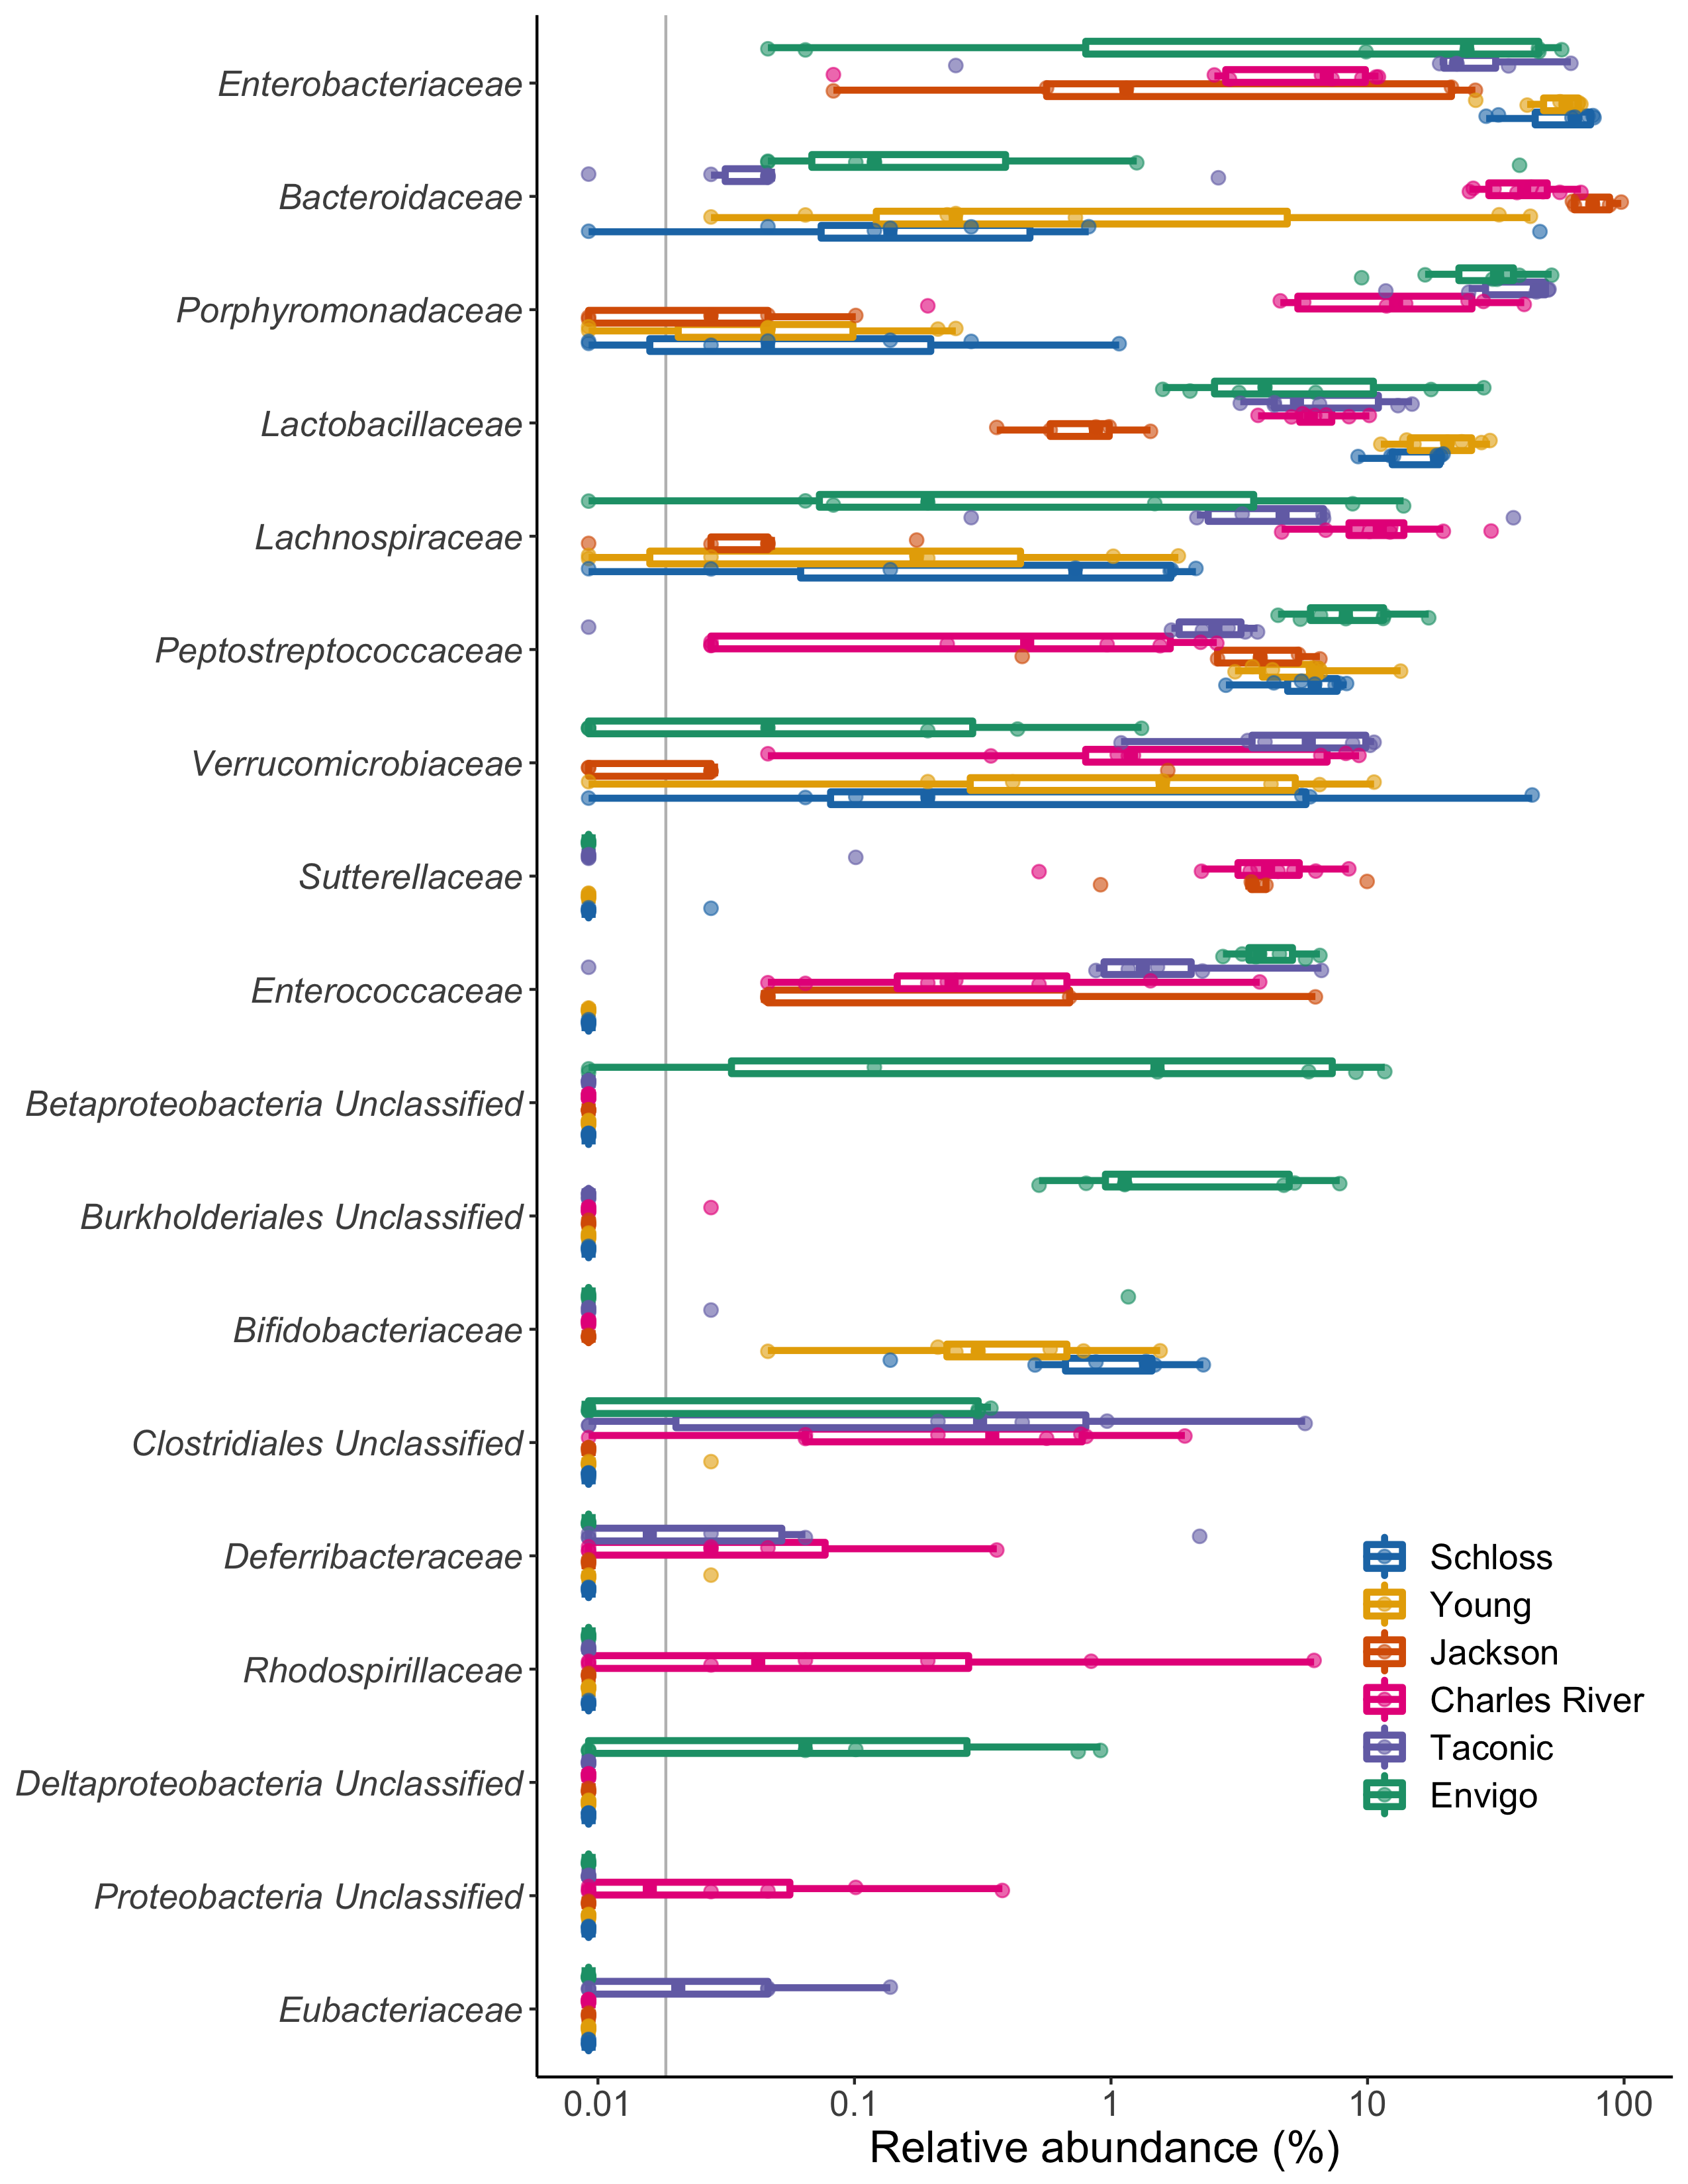 Enterobacteriaceae
Bacteroidaceae
Porphyromonadaceae
Lactobacillaceae
Lachnospiraceae
Peptostreptococcaceae
Verrucomicrobiaceae
Sutterellaceae
Enterococcaceae
Betaproteobacteria Unclassified
Burkholderiales Unclassified
Bifidobacteriaceae
Clostridiales Unclassified
Deferribacteraceae
Rhodospirillaceae
Deltaproteobacteria Unclassified
Proteobacteria Unclassified
Eubacteriaceae
Schloss
Young
Jackson
Charles River
Taconic
Envigo
0.01 0.1 1 10 100
Relative abundance (%)